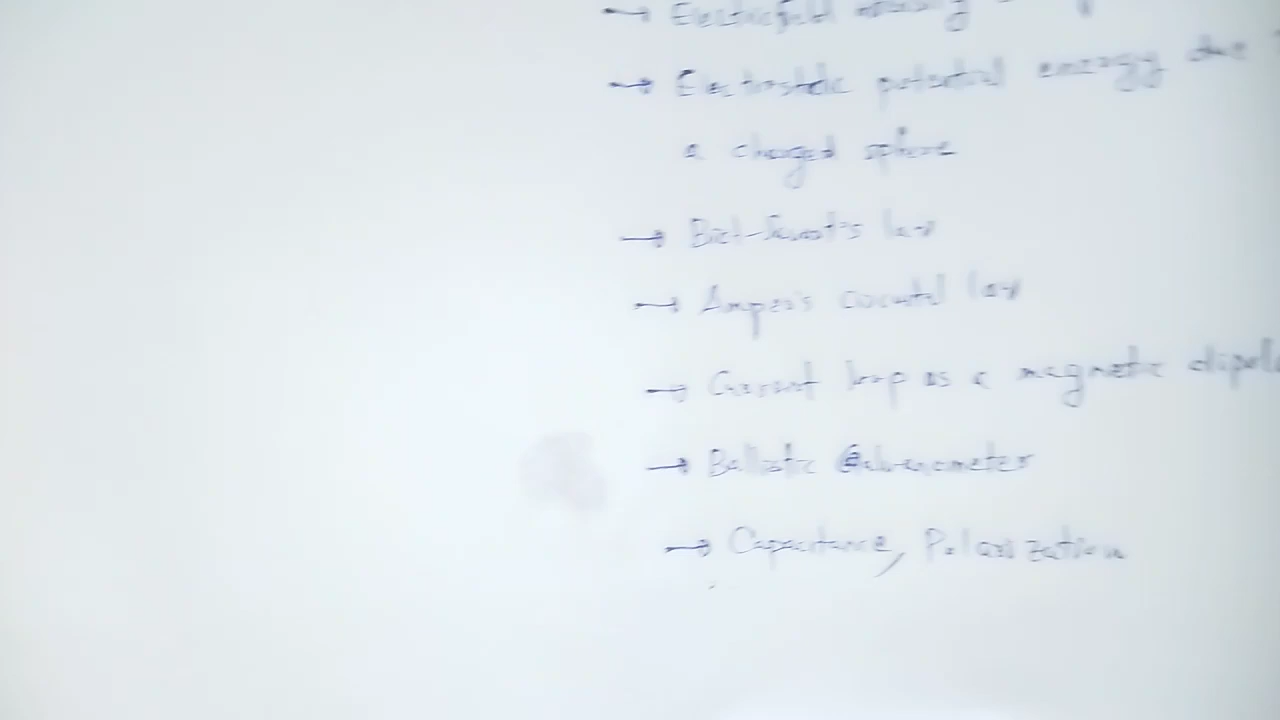 → Electric field
→ Electrostatic potential energy due
a charged sphere
→ Biot-Savart's law
→ Amper's circuital law
→ Current loop as a magnetic dipole
→ Ballistic Galvanometer
→ Capacitance, Polarization